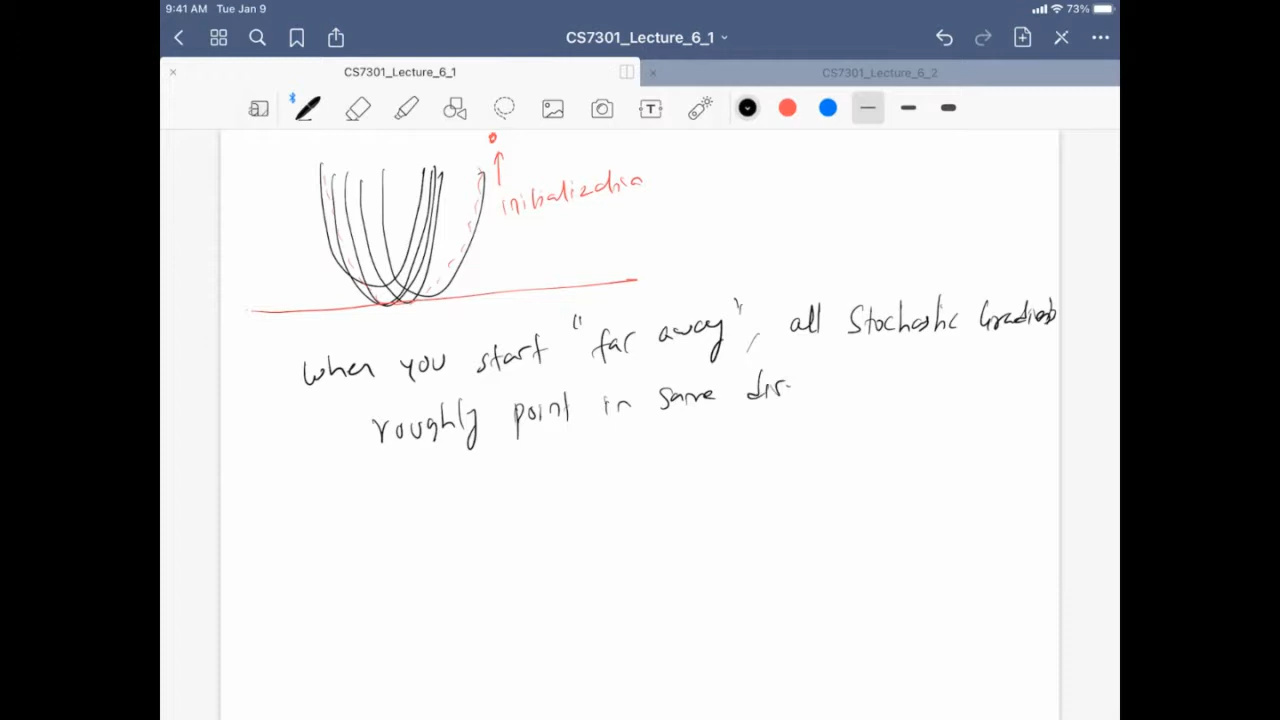 9:41 AM Tue Jan 9
73%
CS7301_Lecture_6_1
CS7301_Lecture_6_1
CS7301_Lecture_6_2
T
initialization
When you start "far away", all Stochastic Gradients
roughly point in same dir.